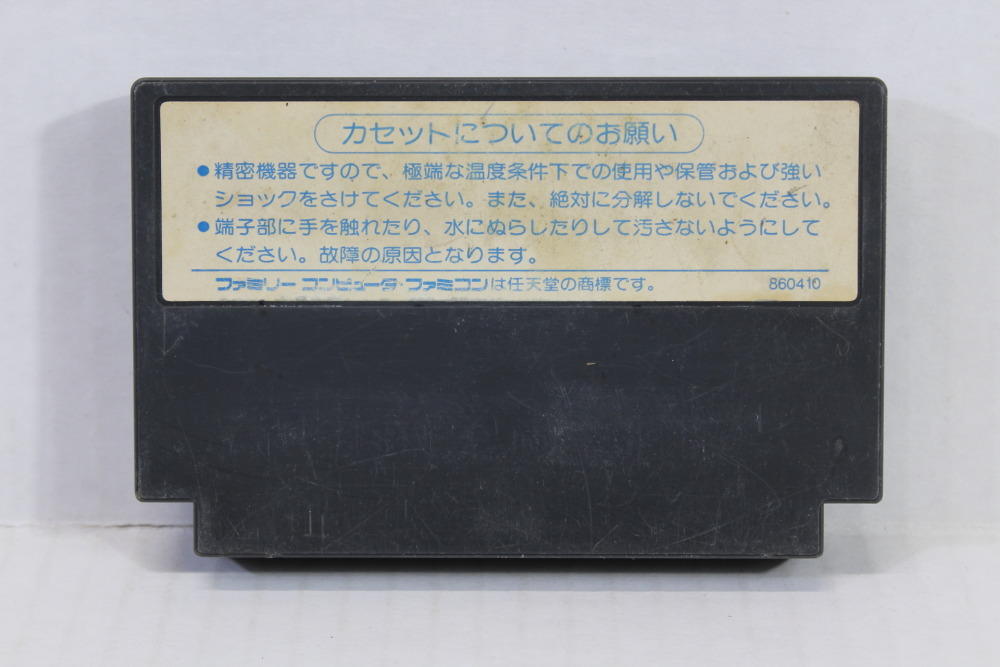 カセットについてのお願い
●精密機器ですので、極端な温度条件下での使用や保管および強い
ショックをさけてください。また、絶対に分解しないでください。
●端子部に手を触れたり、水にぬらしたりして汚さないようにして
ください。故障の原因となります。
ファミリー コンピュータ・ファミコンは任天堂の商標です。 860410